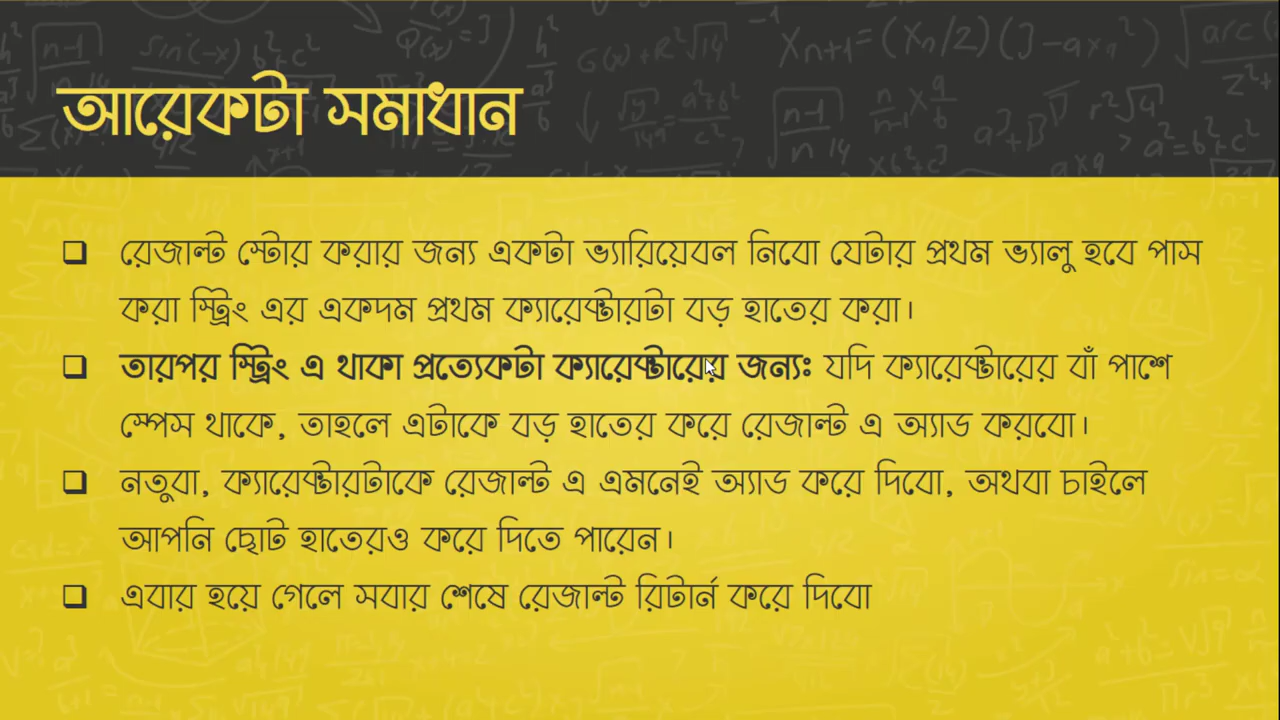 আরেকটা সমাধান
রেজাল্ট স্টোর করার জন্য একটা ভ্যারিয়েবল নিবো যেটার প্রথম ভ্যালু হবে পাস
করা স্ট্রিং এর একদম প্রথম ক্যারেক্টারটা বড় হাতের করা।
তারপর স্ট্রিং এ থাকা প্রত্যেকটা ক্যারেক্টারের জন্যঃ যদি ক্যারেক্টারের বাঁ পাশে
স্পেস থাকে, তাহলে এটাকে বড় হাতের করে রেজাল্ট এ অ্যাড করবো।
নতুবা, ক্যারেক্টারটাকে রেজাল্ট এ এমনেই অ্যাড করে দিবো, অথবা চাইলে
আপনি ছোট হাতেরও করে দিতে পারেন।
এবার হয়ে গেলে সবার শেষে রেজাল্ট রিটার্ন করে দিবো